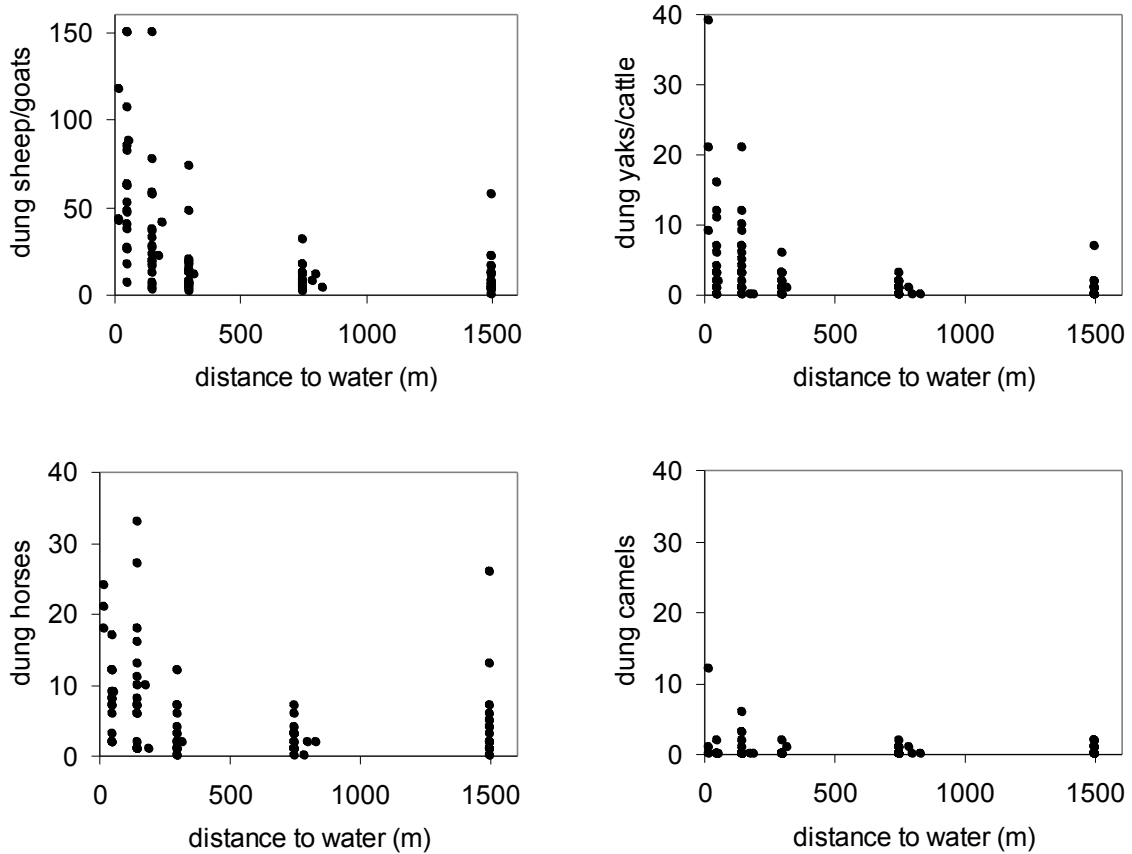 dung sheep/goats
150
100
50
0
0 500 1000 1500
distance to water (m)
dung yaks/cattle
40
30
20
10
0
0 500 1000 1500
distance to water (m)
dung horses
40
30
20
10
0
0 500 1000 1500
distance to water (m)
dung camels
40
30
20
10
0
0 500 1000 1500
distance to water (m)